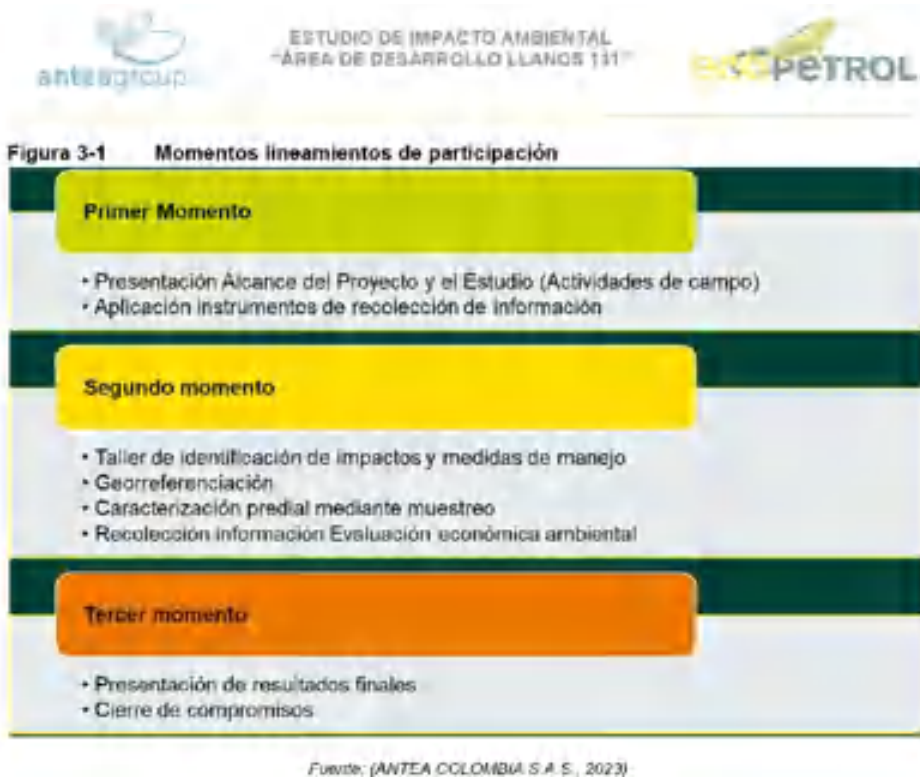 anteagroup
ESTUDIO DE IMPACTO AMBIENTAL
"ÁREA DE DESARROLLO LLANOS 131"
ecoPETROL
Figura 3-1 Momentos lineamientos de participación
Primer Momento
• Presentación Alcance del Proyecto y el Estudio (Actividades de campo)
• Aplicación instrumentos de recolección de información
Segundo momento
• Taller de identificación de impactos y medidas de manejo
• Georreferenciación
• Caracterización predial mediante muestreo
• Recolección información Evaluación económica ambiental
Tercer momento
• Presentación de resultados finales
• Cierre de compromisos
Fuente: (ANTEA COLOMBIA S.A.S., 2023)